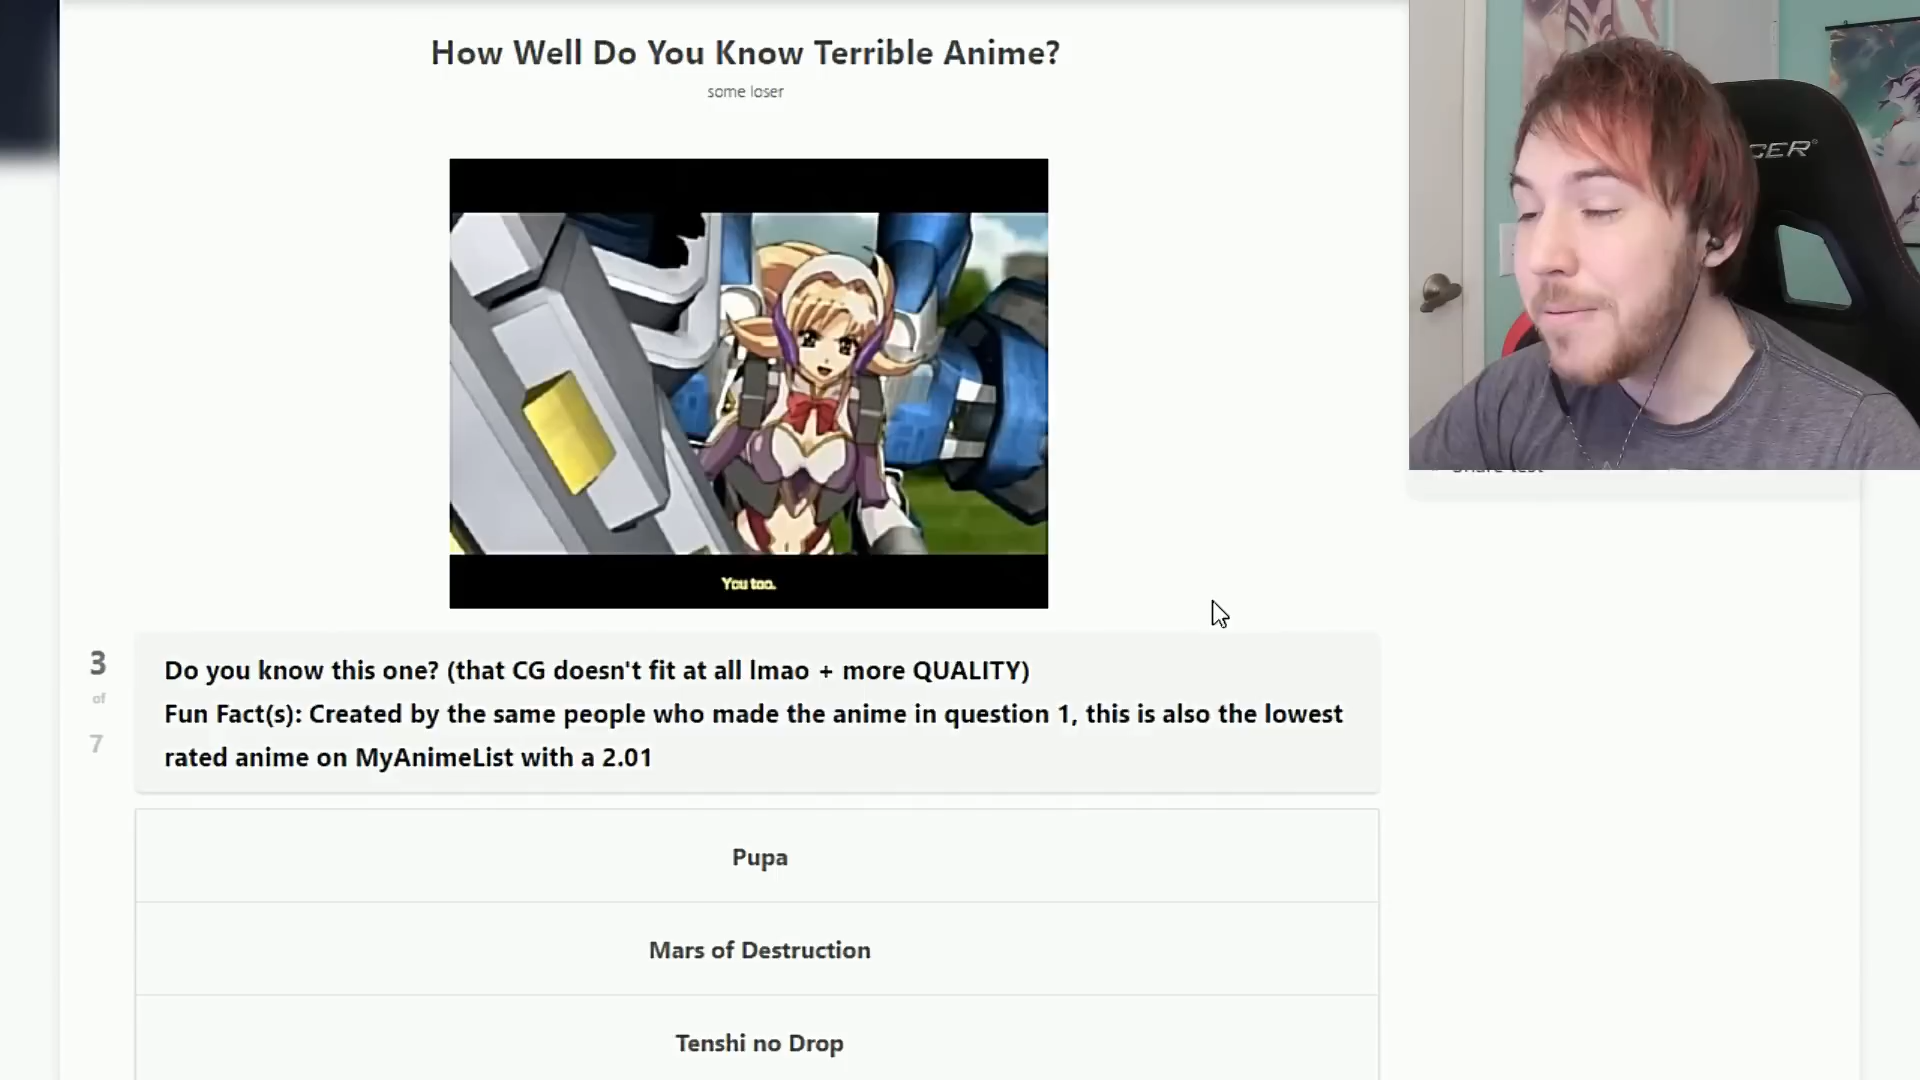 How Well Do You Know Terrible Anime?
some loser
CER®
You too.
3
of
7
Do you know this one? (that CG doesn't fit at all lmao + more QUALITY)
Fun Fact(s): Created by the same people who made the anime in question 1, this is also the lowest
rated anime on MyAnimeList with a 2.01
Pupa
Mars of Destruction
Tenshi no Drop